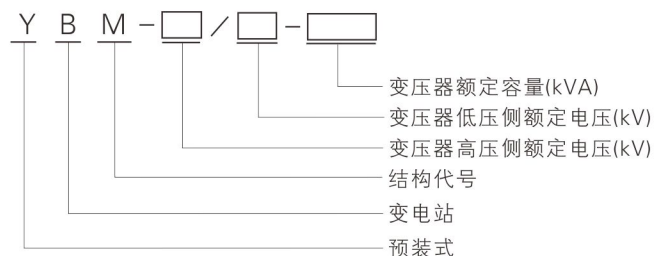 YBM-□/□-□
变压器额定容量(kVA)
变压器低压侧额定电压(kV)
变压器高压侧额定电压(kV)
结构代号
变电站
预装式